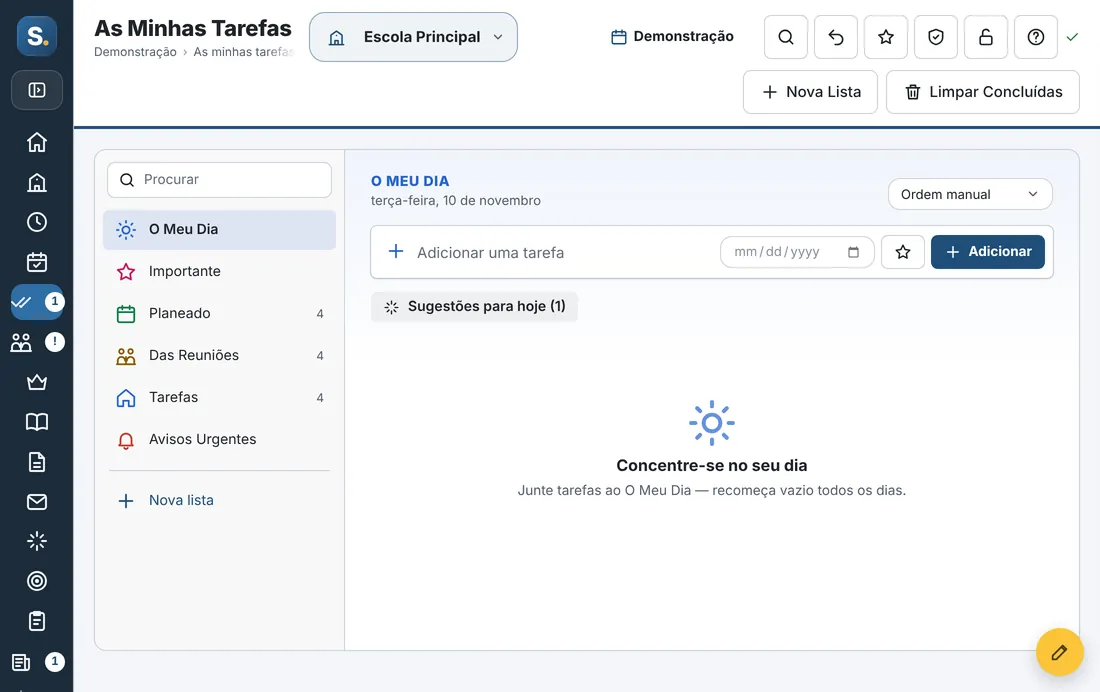 S.
As Minhas Tarefas
Demonstração › As minhas tarefas
Escola Principal
Demonstração
Nova Lista
Limpar Concluídas
Procurar
O Meu Dia
Importante
Planeado 4
Das Reuniões 4
Tarefas 4
Avisos Urgentes
Nova lista
O MEU DIA
terça-feira, 10 de novembro
Ordem manual
Adicionar uma tarefa
mm/dd/yyyy
Adicionar
Sugestões para hoje (1)
Concentre-se no seu dia
Junte tarefas ao O Meu Dia — recomeça vazio todos os dias.
1
!
1